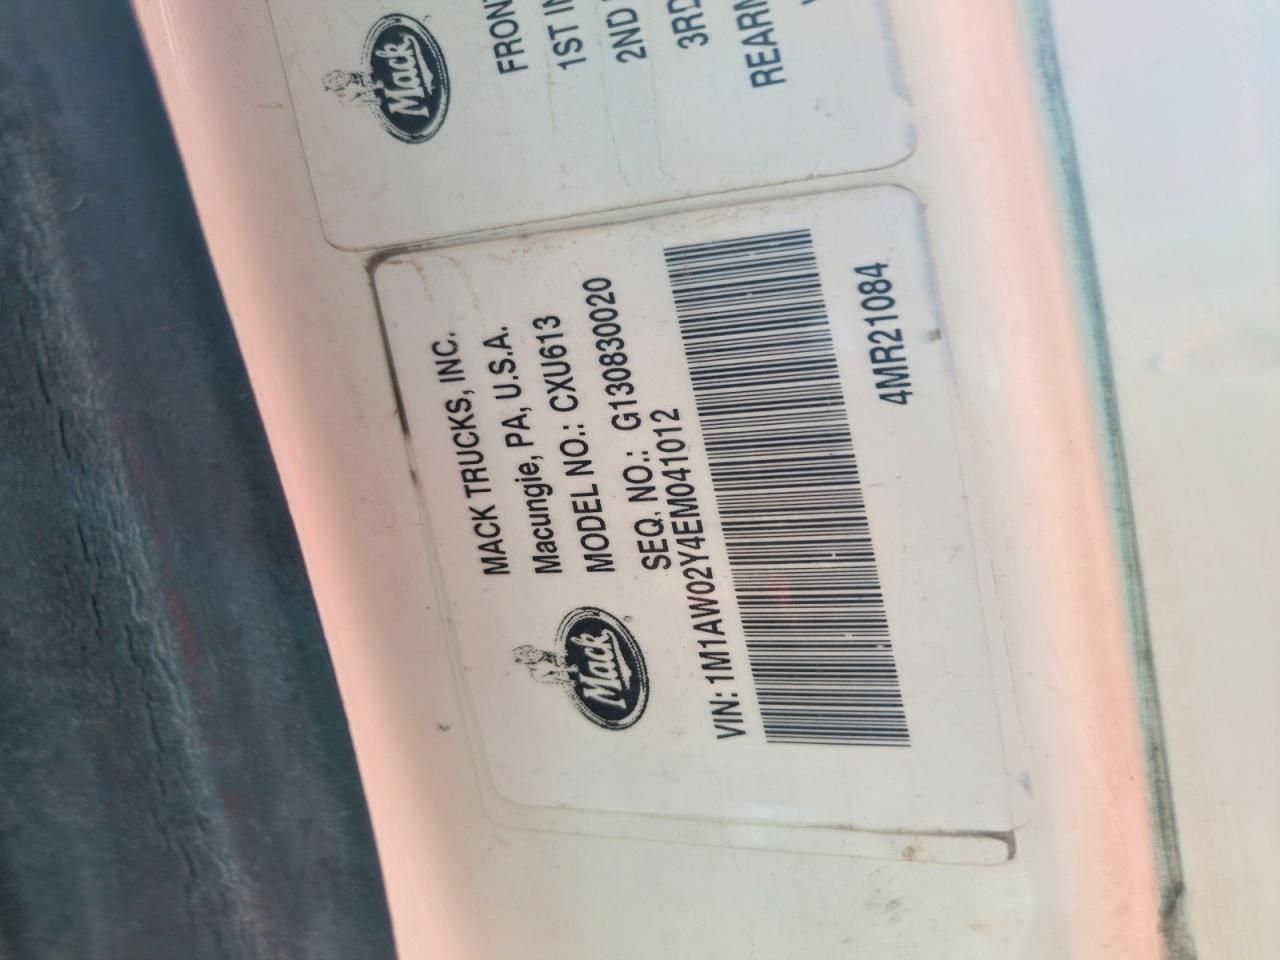 Mack
FRON
1ST IN
2ND
3RD
REARM
MACK TRUCKS, INC.
Macungie, PA, U.S.A.
MODEL NO.: CXU613
SEQ. NO.: G130830020
Mack
VIN: 1M1AW02Y4EM041012
4MR21084